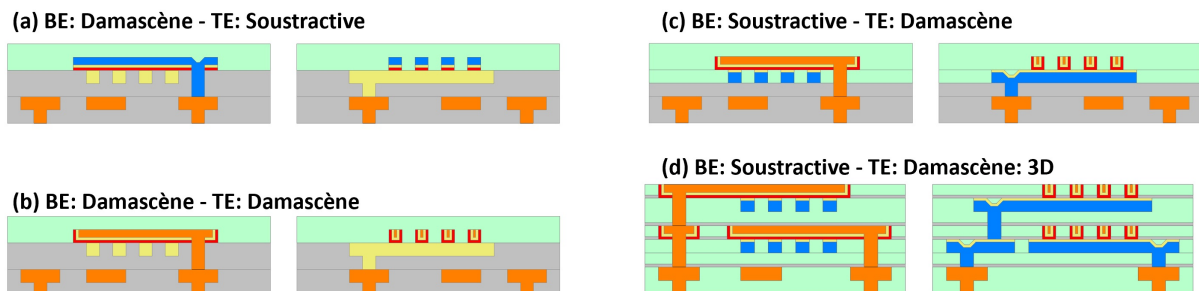 (a) BE: Damascène - TE: Soustractive
(b) BE: Damascène - TE: Damascène
(c) BE: Soustractive - TE: Damascène
(d) BE: Soustractive - TE: Damascène: 3D